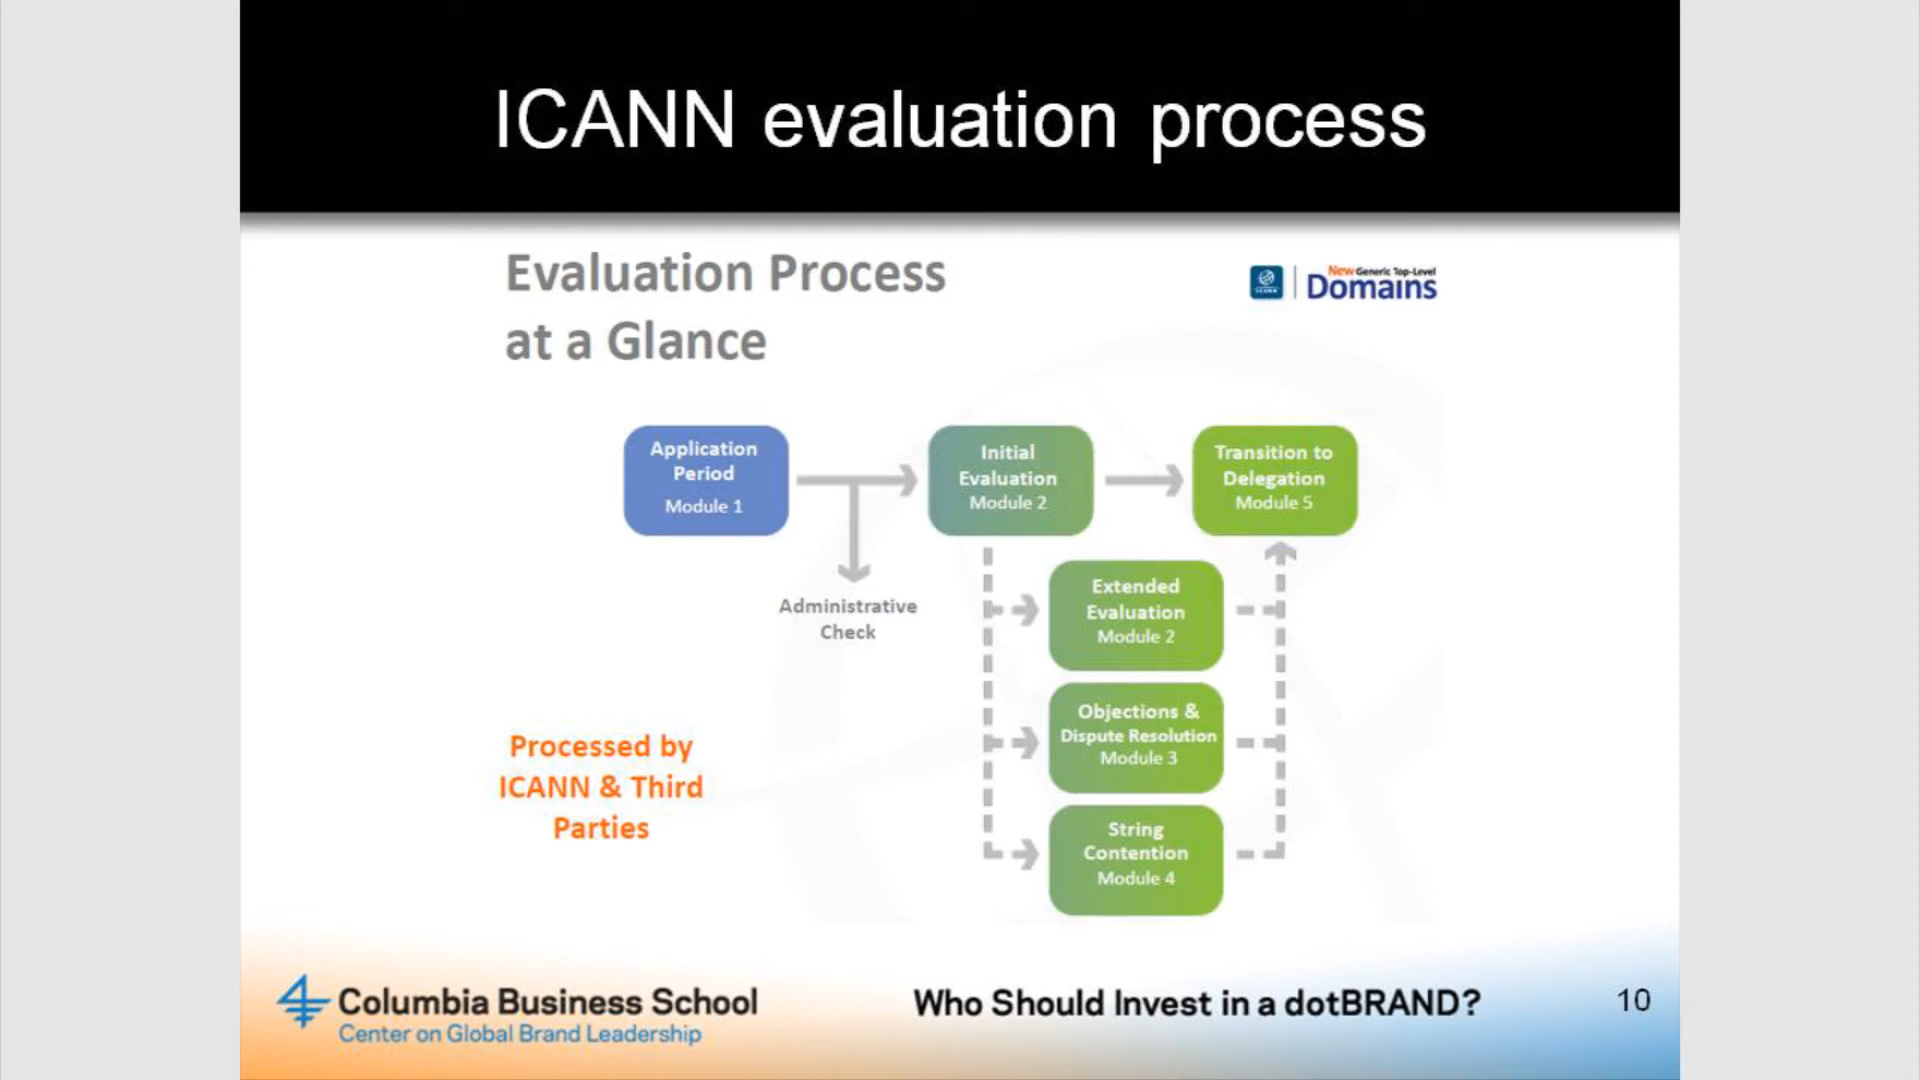 ICANN evaluation process
Evaluation Process
at a Glance
New Generic Top-Level
Domains
Application
Period
Module 1
Initial
Evaluation
Module 2
Transition to
Delegation
Module 5
Administrative
Check
Extended
Evaluation
Module 2
Objections &
Dispute Resolution
Module 3
String
Contention
Module 4
Processed by
ICANN & Third
Parties
Columbia Business School
Center on Global Brand Leadership
Who Should Invest in a dotBRAND?
10